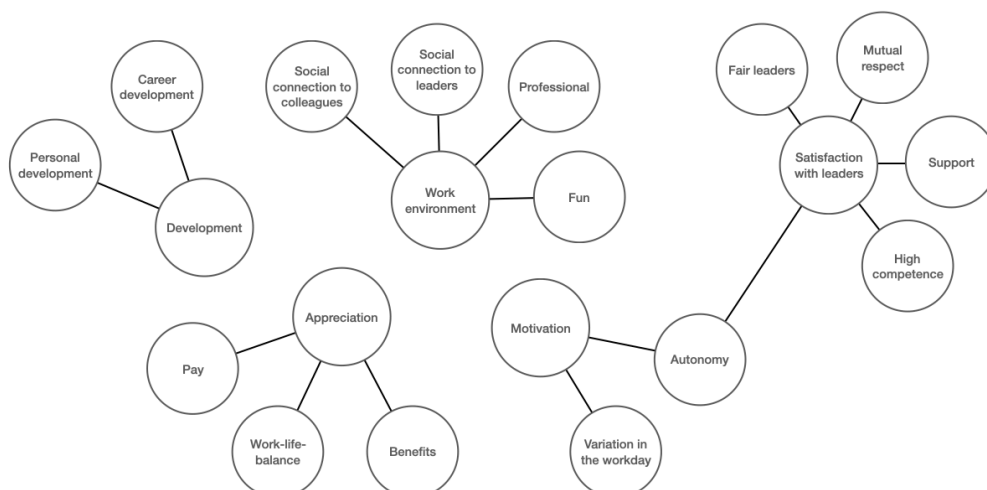 Career
development
Personal
development
Development
Social
connection to
colleagues
Social
connection to
leaders
Professional
Work
environment
Fun
Fair leaders
Mutual
respect
Satisfaction
with leaders
Support
High
competence
Appreciation
Pay
Work-life-
balance
Benefits
Motivation
Autonomy
Variation in
the workday